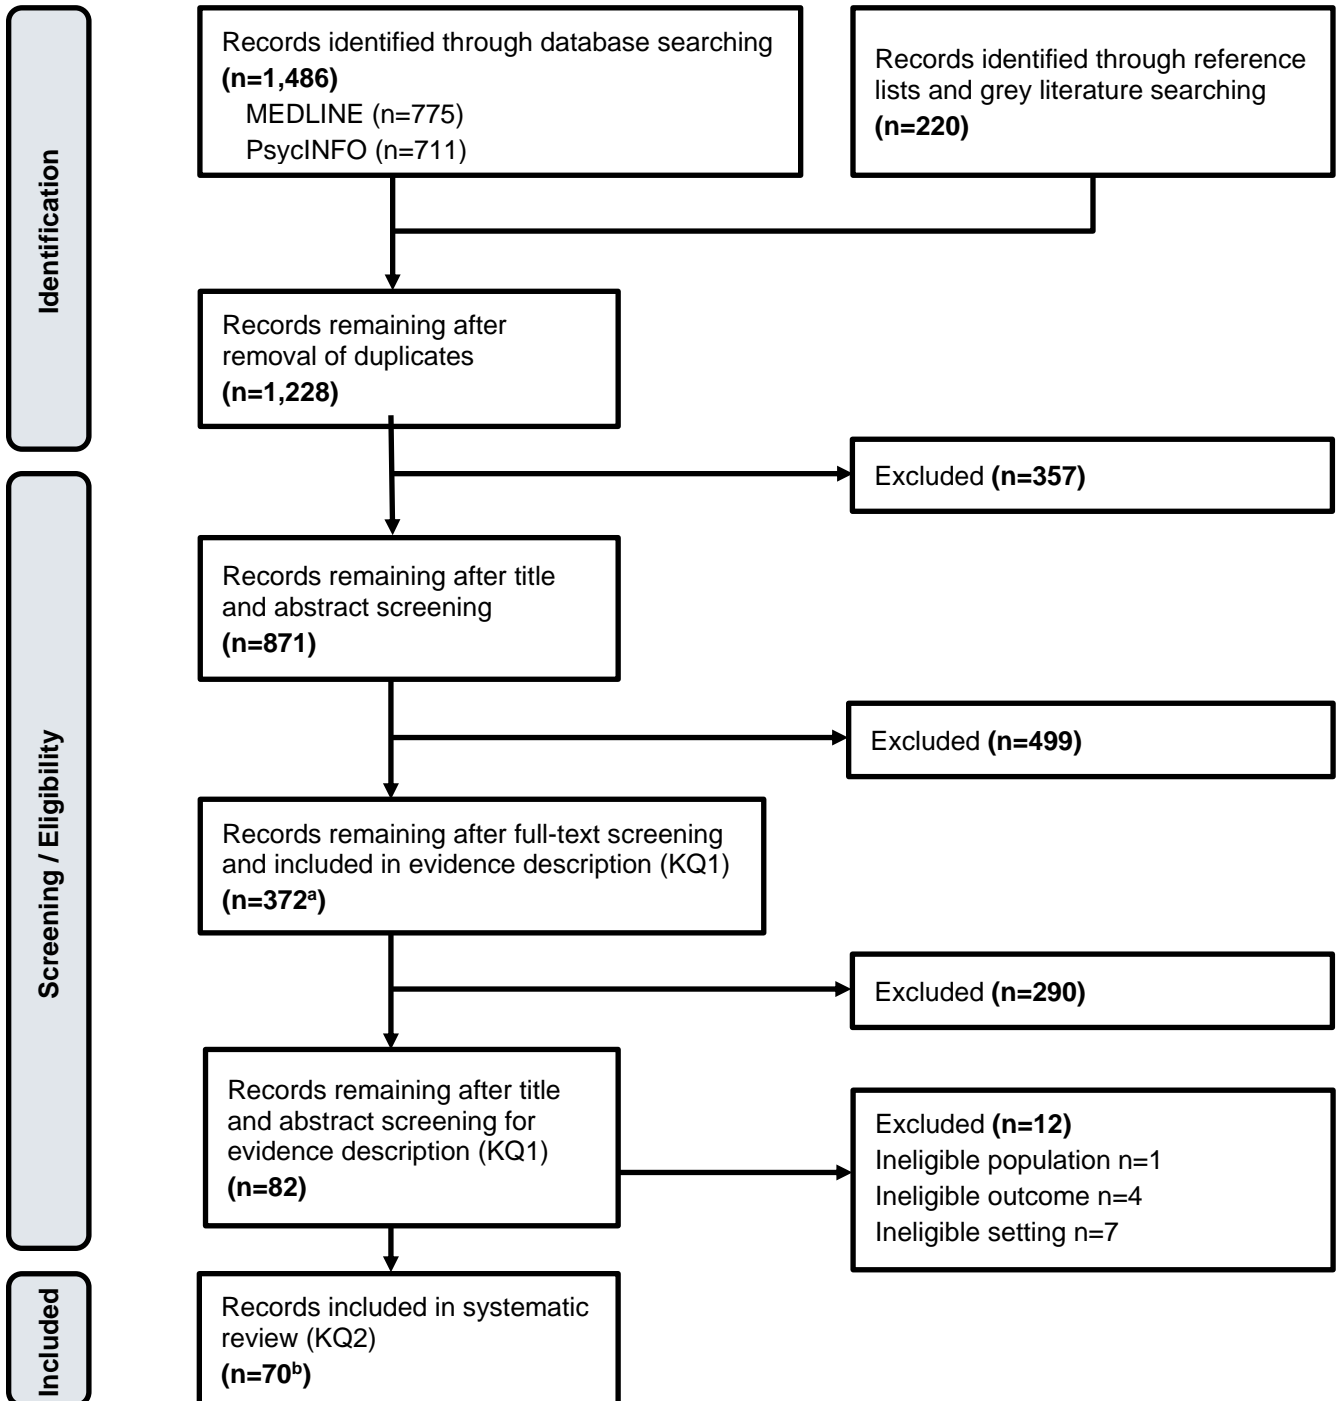 Identification
Records identified through database searching
(n=1,486)
MEDLINE (n=775)
PsycINFO (n=711)
Records identified through reference
lists and grey literature searching
(n=220)
Records remaining after
removal of duplicates
(n=1,228)
Excluded (n=357)
Screening / Eligibility
Records remaining after title
and abstract screening
(n=871)
Excluded (n=499)
Records remaining after full-text screening
and included in evidence description (KQ1)
(n=372ᵃ)
Excluded (n=290)
Records remaining after title
and abstract screening for
evidence description (KQ1)
(n=82)
Excluded (n=12)
Ineligible population n=1
Ineligible outcome n=4
Ineligible setting n=7
Included
Records included in systematic
review (KQ2)
(n=70ᵇ)